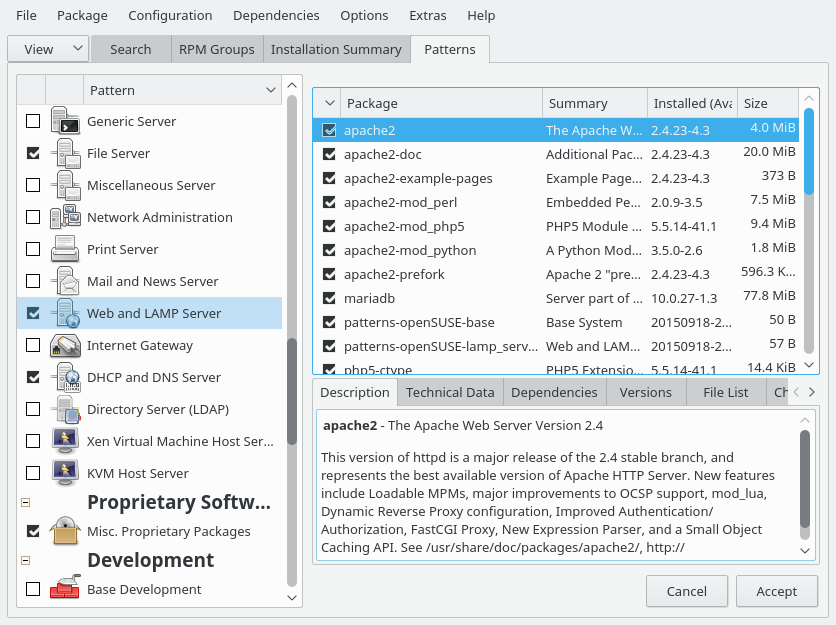 File Package Configuration Dependencies Options Extras Help
View Search RPM Groups Installation Summary Patterns
Pattern
Generic Server
File Server
Miscellaneous Server
Network Administration
Print Server
Mail and News Server
Web and LAMP Server
Internet Gateway
DHCP and DNS Server
Directory Server (LDAP)
Xen Virtual Machine Host Ser...
KVM Host Server
Proprietary Softw...
Misc. Proprietary Packages
Development
Base Development
Package Summary Installed (Ava Size
apache2 The Apache W... 2.4.23-4.3 4.0 MiB
apache2-doc Additional Pac... 2.4.23-4.3 20.0 MiB
apache2-example-pages Example Page... 2.4.23-4.3 373 B
apache2-mod_perl Embedded Pe... 2.0.9-3.5 7.5 MiB
apache2-mod_php5 PHP5 Module ... 5.5.14-41.1 9.4 MiB
apache2-mod_python A Python Mod... 3.5.0-2.6 1.8 MiB
apache2-prefork Apache 2 "pre... 2.4.23-4.3 596.3 K...
mariadb Server part of ... 10.0.27-1.3 77.8 MiB
patterns-openSUSE-base Base System 20150918-2... 50 B
patterns-openSUSE-lamp_serv... Web and LAM... 20150918-2... 57 B
php5-ctype PHP5 Extensio... 5.5.14-41.1 14.4 KiB
Description Technical Data Dependencies Versions File List Ch
apache2 - The Apache Web Server Version 2.4
This version of httpd is a major release of the 2.4 stable branch, and
represents the best available version of Apache HTTP Server. New features
include Loadable MPMs, major improvements to OCSP support, mod_lua,
Dynamic Reverse Proxy configuration, Improved Authentication/
Authorization, FastCGI Proxy, New Expression Parser, and a Small Object
Caching API. See /usr/share/doc/packages/apache2/, http://
Cancel Accept